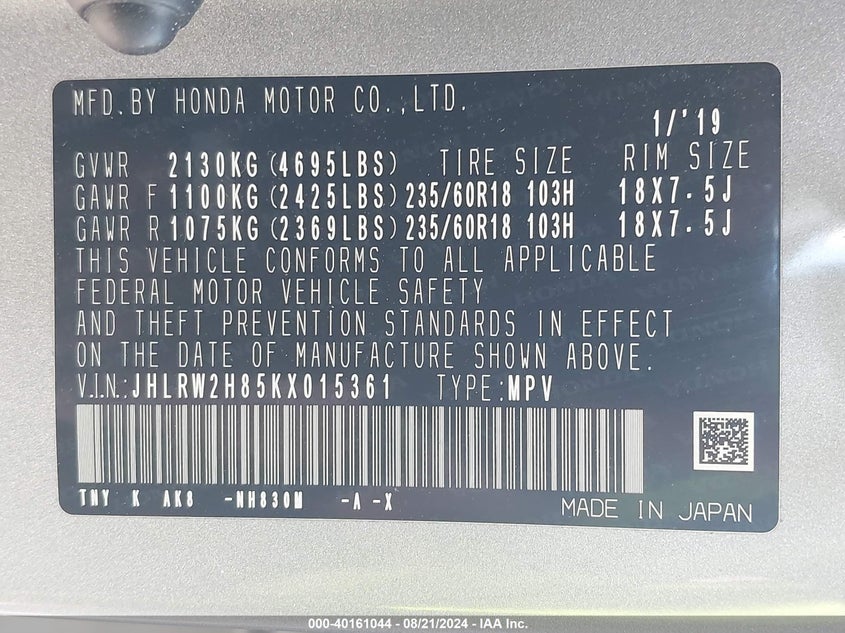 MFD.BY HONDA MOTOR CO.,LTD.
1/'19
GVWR 2130KG (4695LBS) TIRE SIZE RIM SIZE
GAWR F 1100KG (2425LBS) 235/60R18 103H 18X7.5J
GAWR R 1075KG (2369LBS) 235/60R18 103H 18X7.5J
THIS VEHICLE CONFORMS TO ALL APPLICABLE
FEDERAL MOTOR VEHICLE SAFETY
AND THEFT PREVENTION STANDARDS IN EFFECT
ON THE DATE OF MANUFACTURE SHOWN ABOVE.
V.I.N.:JHLRW2H85KX015361 TYPE:MPV
TNY K AK8 -NH830M -A -X
MADE IN JAPAN
000-40161044 - 08/21/2024 - IAA Inc.